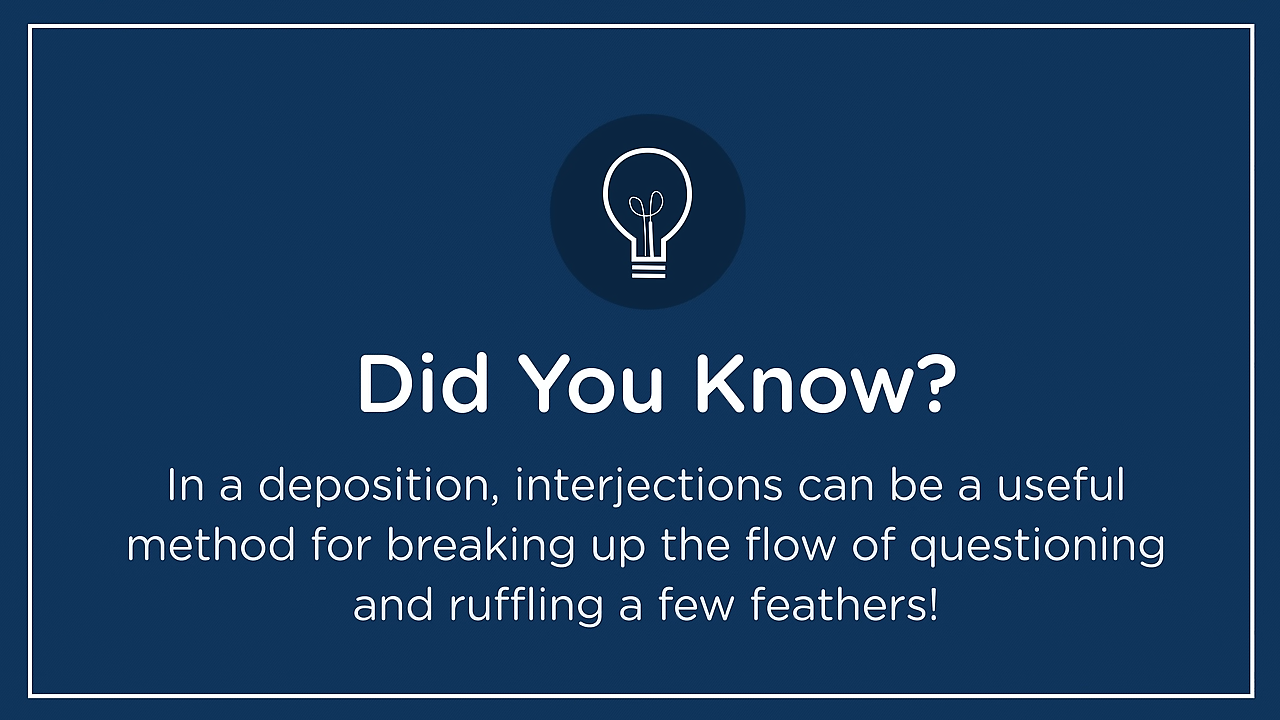 Did You Know?
In a deposition, interjections can be a useful
method for breaking up the flow of questioning
and ruffling a few feathers!